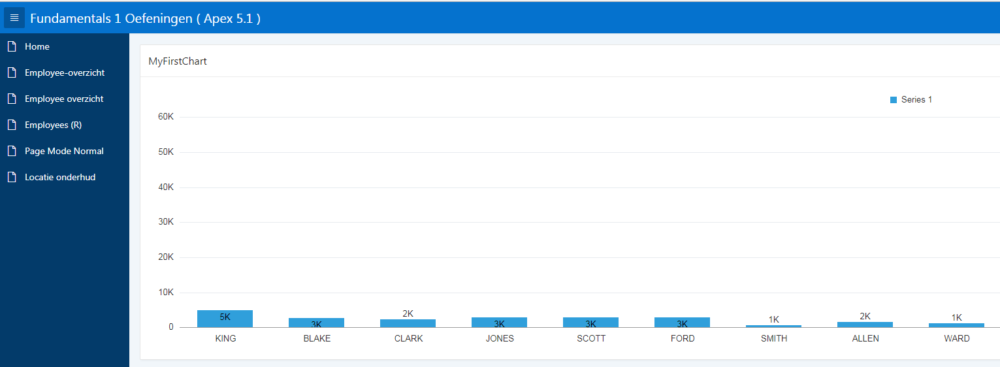 Fundamentals 1 Oefeningen ( Apex 5.1 )
Home
Employee-overzicht
Employee overzicht
Employees (R)
Page Mode Normal
Locatie onderhud
MyFirstChart
Series 1
60K
50K
40K
30K
20K
10K
0
5K 3K 2K 3K 3K 3K 1K 2K 1K
KING BLAKE CLARK JONES SCOTT FORD SMITH ALLEN WARD